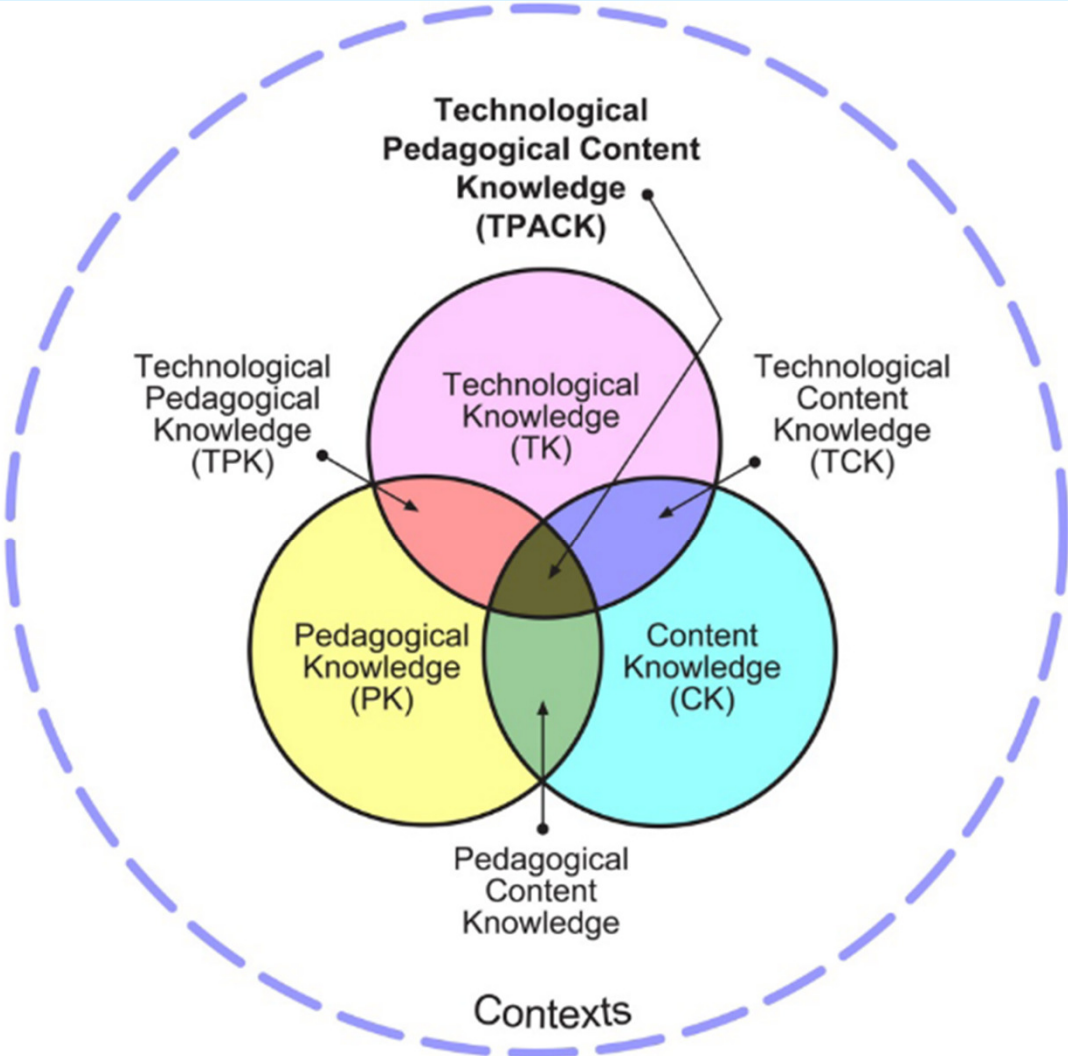 Technological
Pedagogical Content
Knowledge
(TPACK)
Technological
Pedagogical
Knowledge
(TPK)
Technological
Knowledge
(TK)
Technological
Content
Knowledge
(TCK)
Pedagogical
Knowledge
(PK)
Content
Knowledge
(CK)
Pedagogical
Content
Knowledge
Contexts